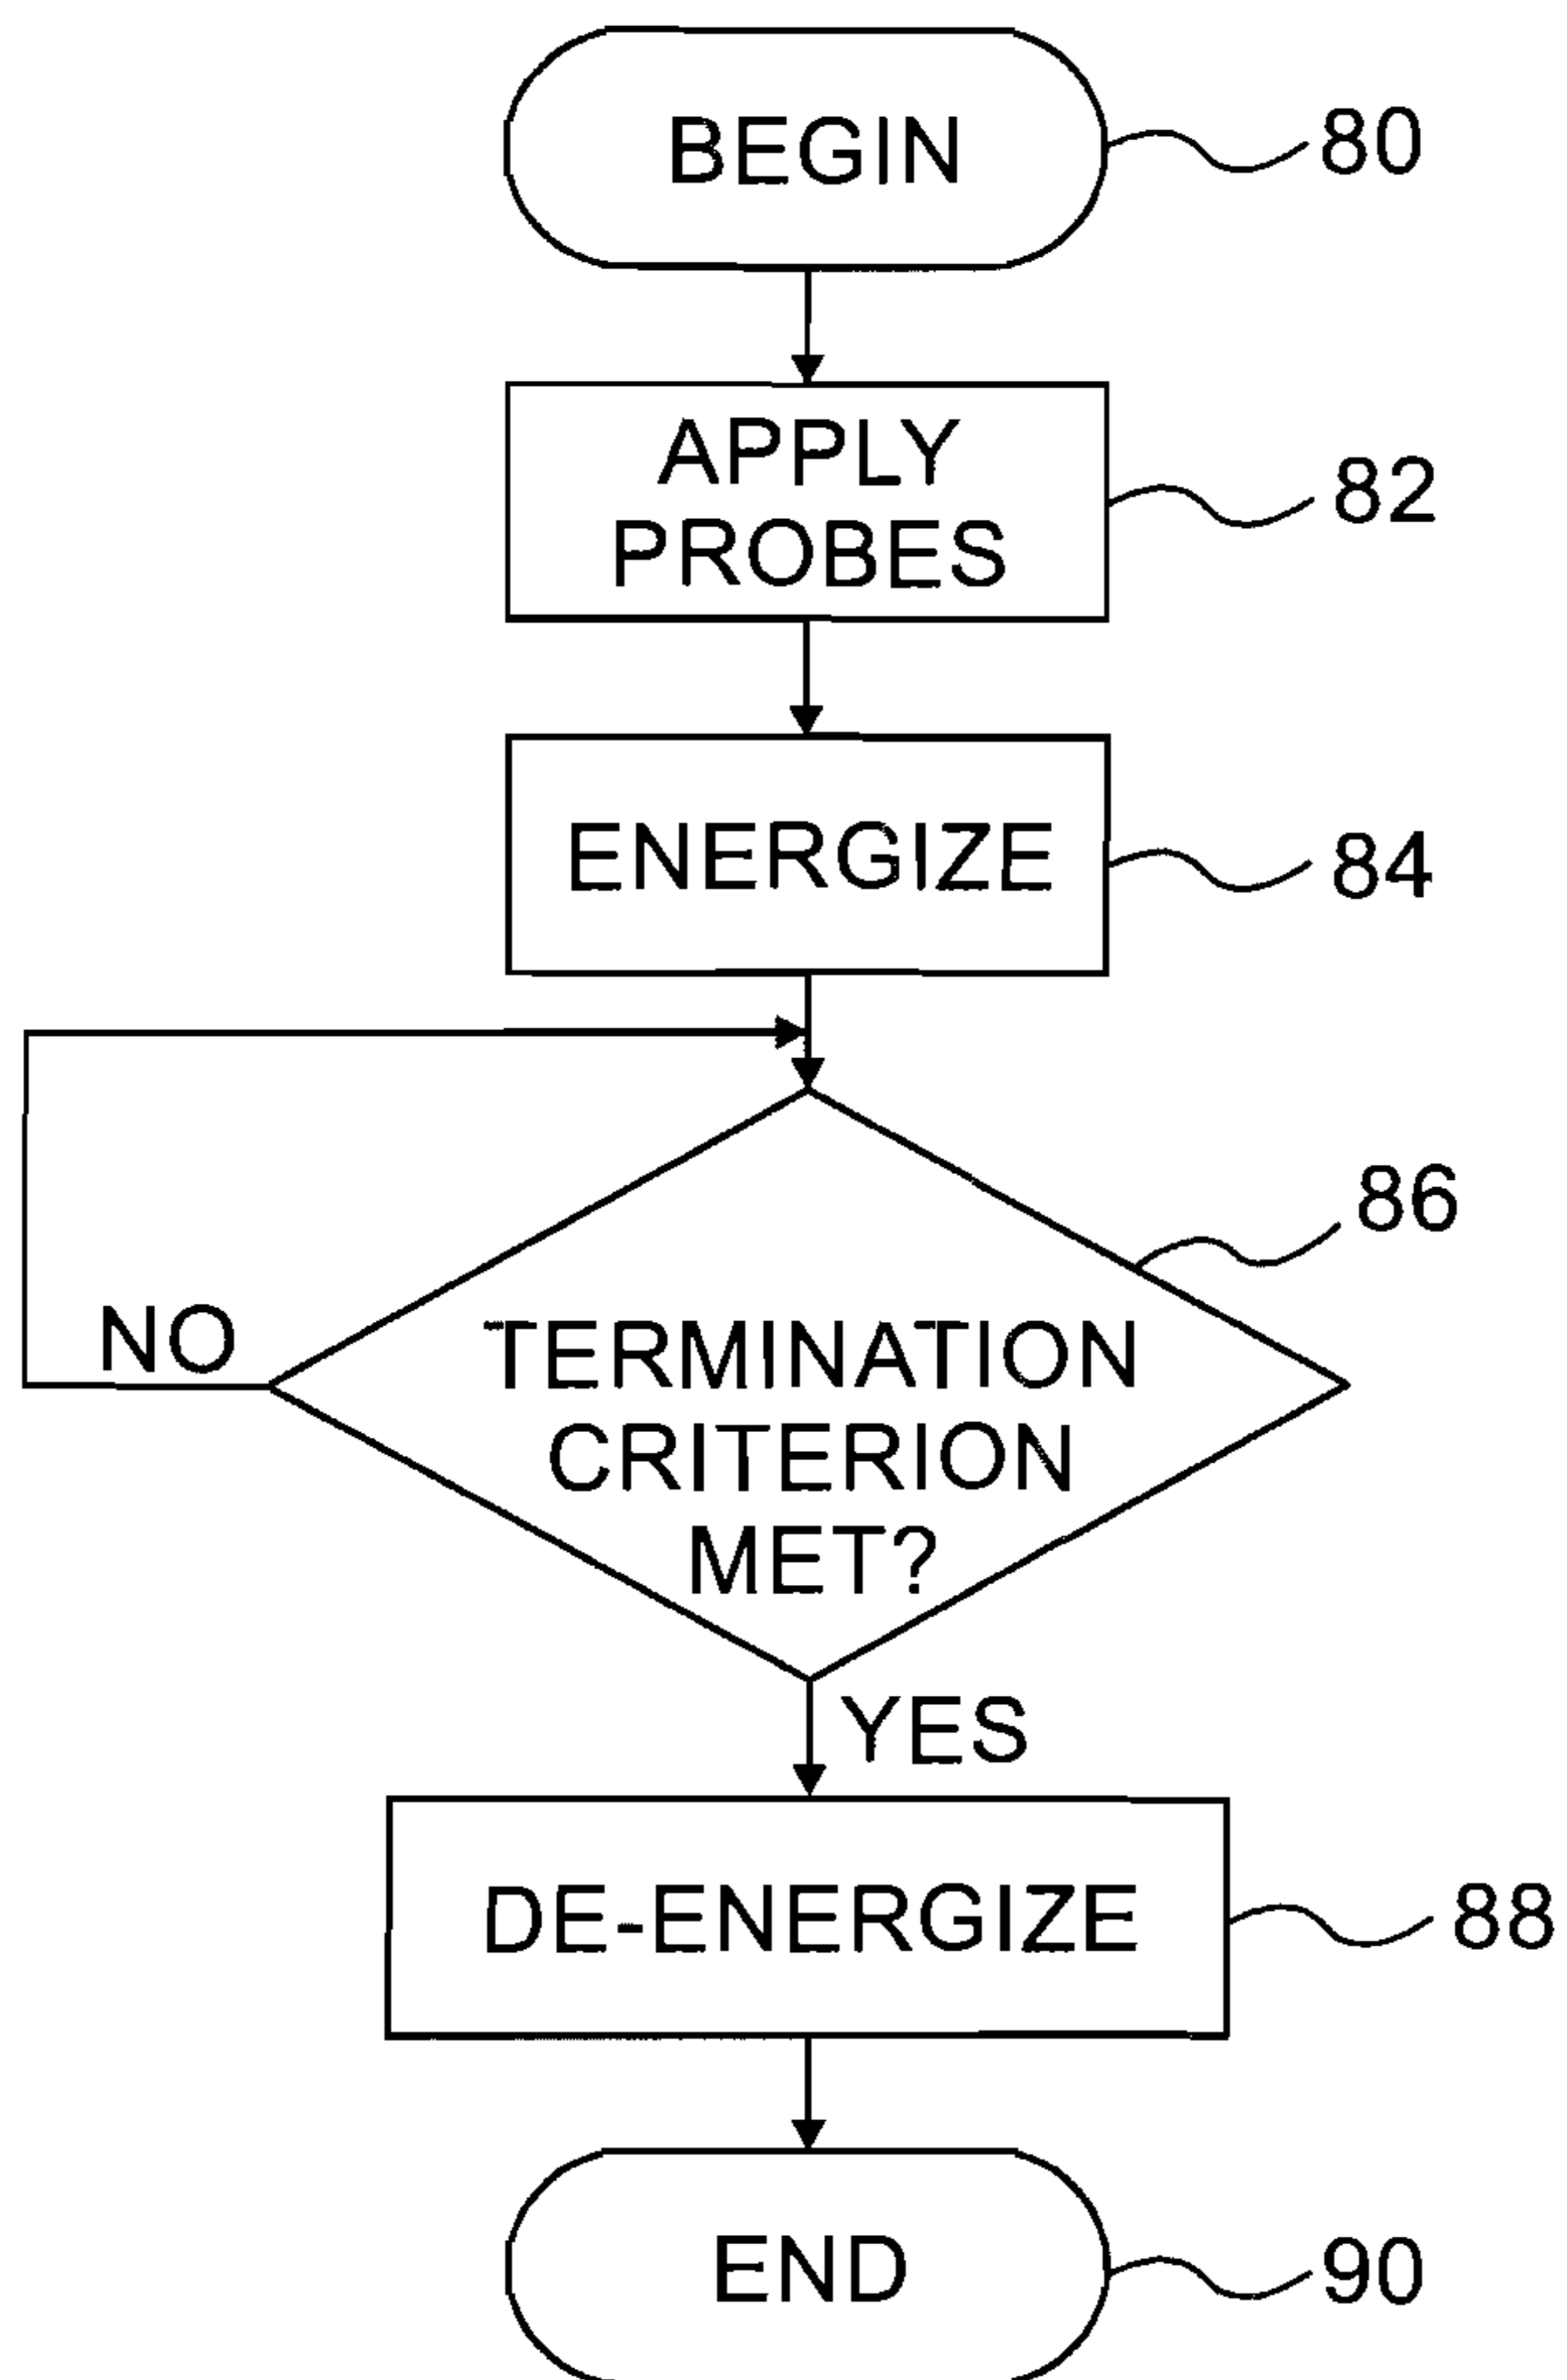 BEGIN
80
APPLY
PROBES
82
ENERGIZE
84
86
NO
TERMINATION
CRITERION
MET?
YES
DE-ENERGIZE
88
END
90